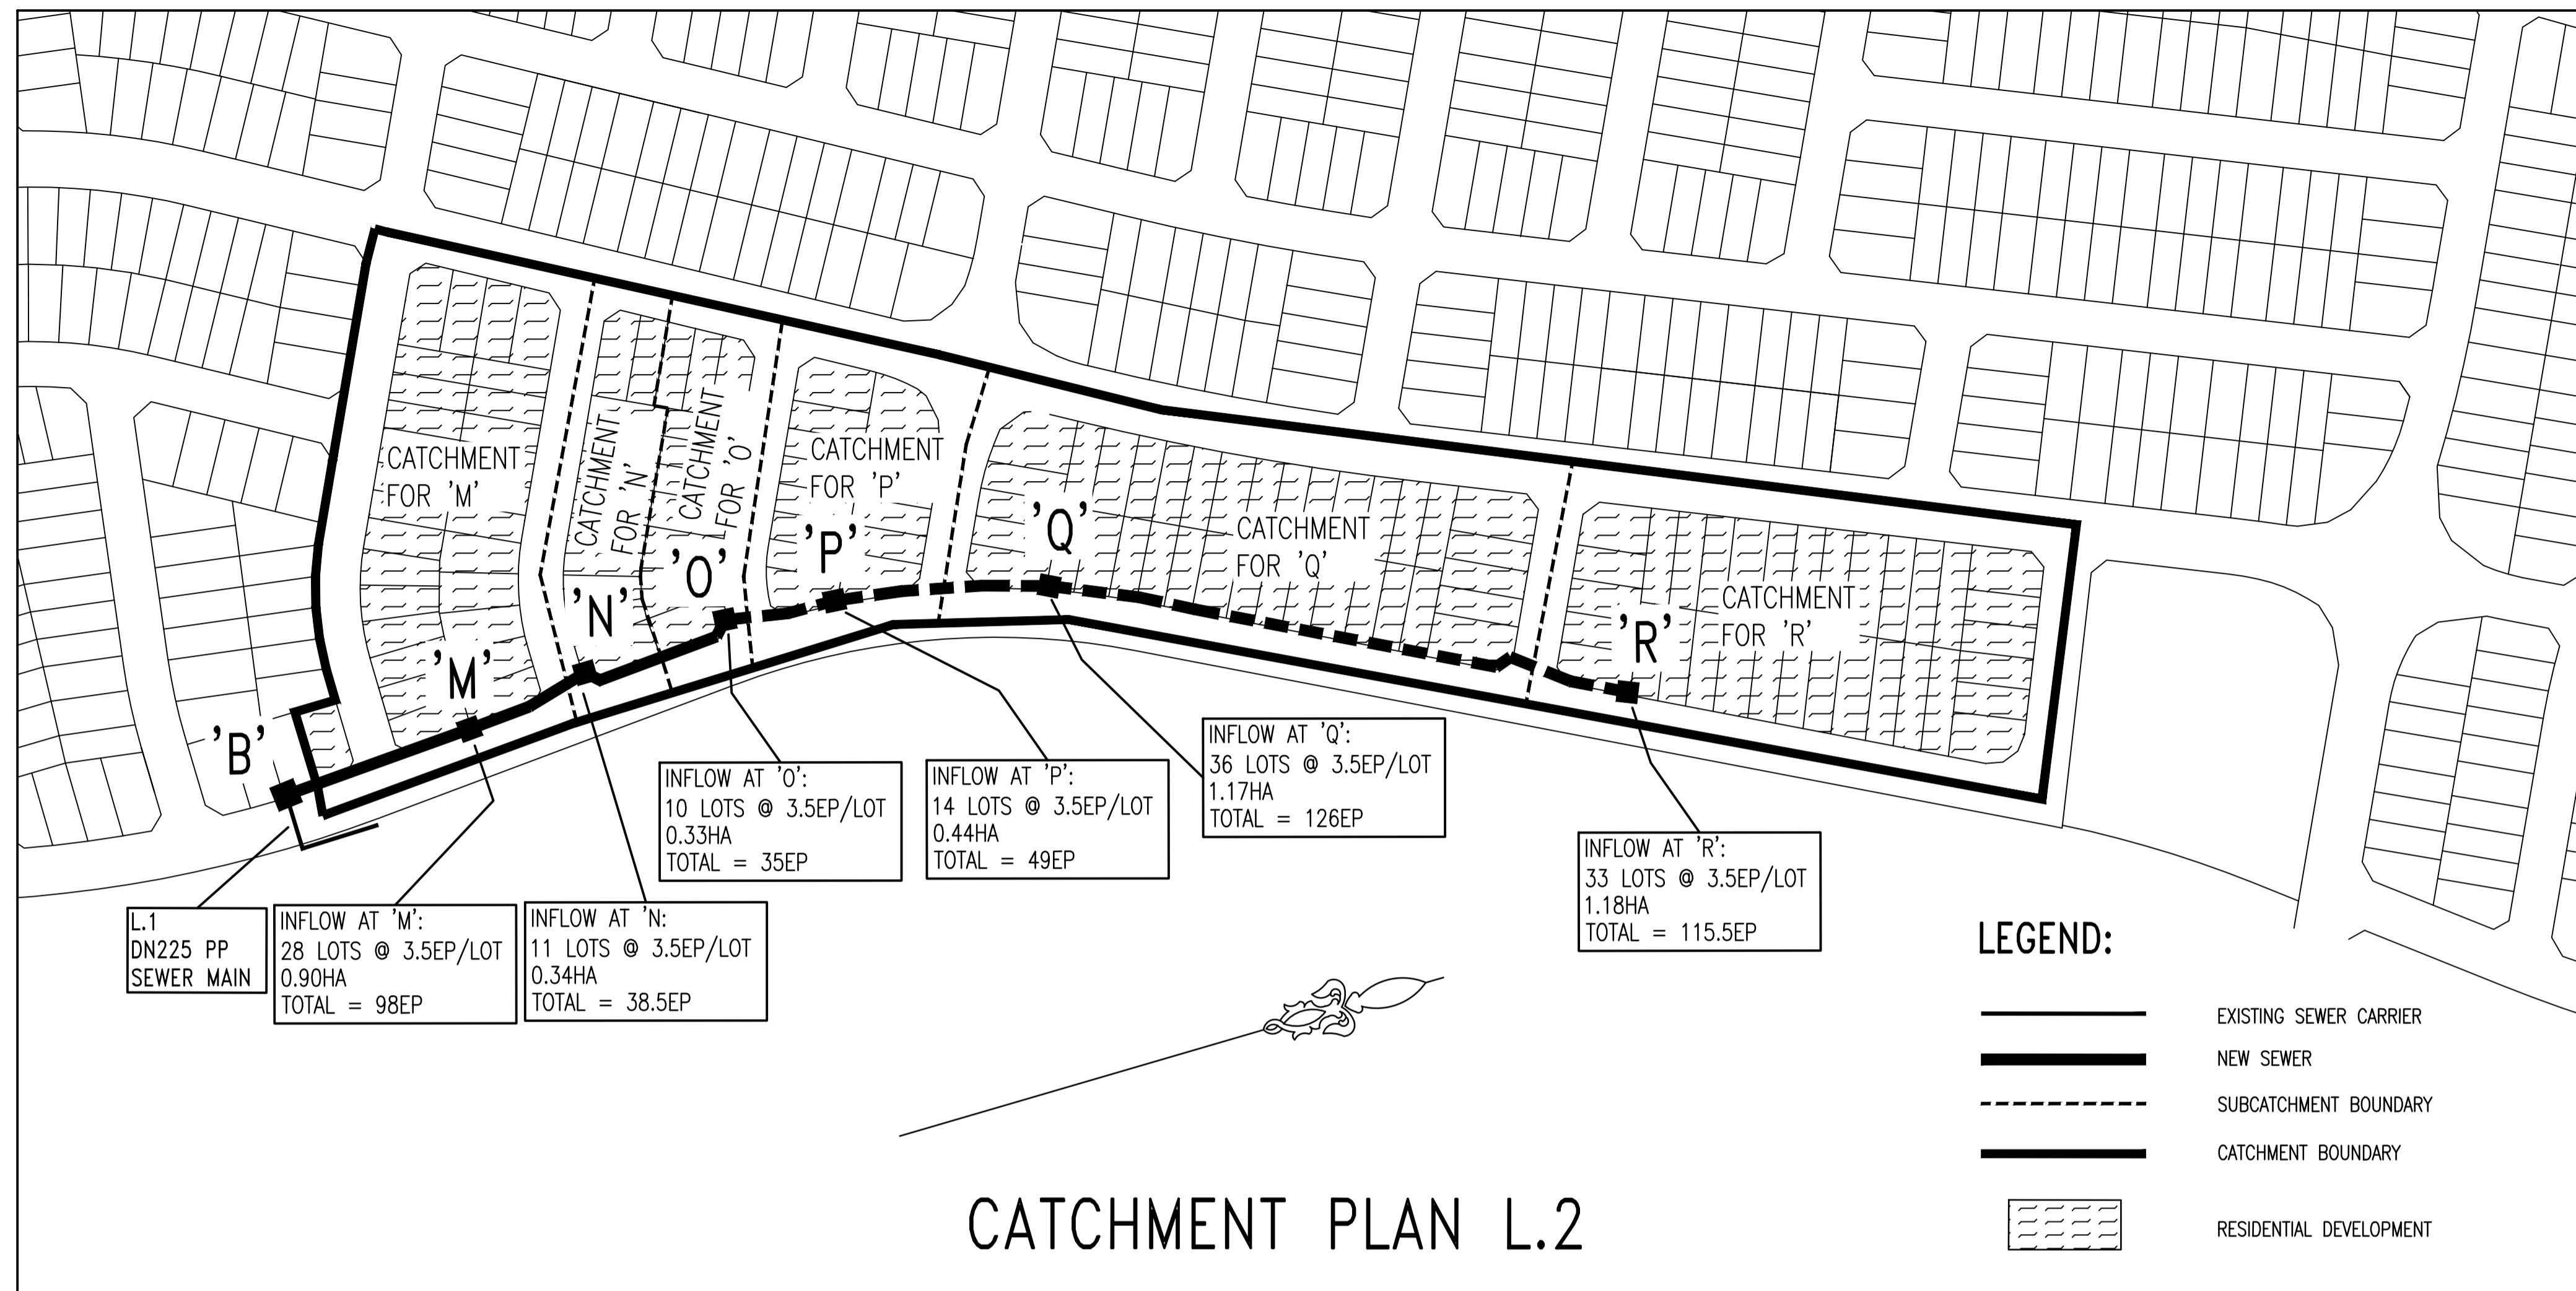 CATCHMENT
FOR 'M'
CATCHMENT
FOR 'N'
CATCHMENT
FOR 'O'
CATCHMENT
FOR 'P'
CATCHMENT
FOR 'Q'
CATCHMENT
FOR 'R'
'B'
'M'
'N'
'O'
'P'
'Q'
'R'
L.1
DN225 PP
SEWER MAIN
INFLOW AT 'M':
28 LOTS @ 3.5EP/LOT
0.90HA
TOTAL = 98EP
INFLOW AT 'N:
11 LOTS @ 3.5EP/LOT
0.34HA
TOTAL = 38.5EP
INFLOW AT 'O':
10 LOTS @ 3.5EP/LOT
0.33HA
TOTAL = 35EP
INFLOW AT 'P':
14 LOTS @ 3.5EP/LOT
0.44HA
TOTAL = 49EP
INFLOW AT 'Q':
36 LOTS @ 3.5EP/LOT
1.17HA
TOTAL = 126EP
INFLOW AT 'R':
33 LOTS @ 3.5EP/LOT
1.18HA
TOTAL = 115.5EP
LEGEND:
EXISTING SEWER CARRIER
NEW SEWER
SUBCATCHMENT BOUNDARY
CATCHMENT BOUNDARY
RESIDENTIAL DEVELOPMENT
CATCHMENT PLAN L.2